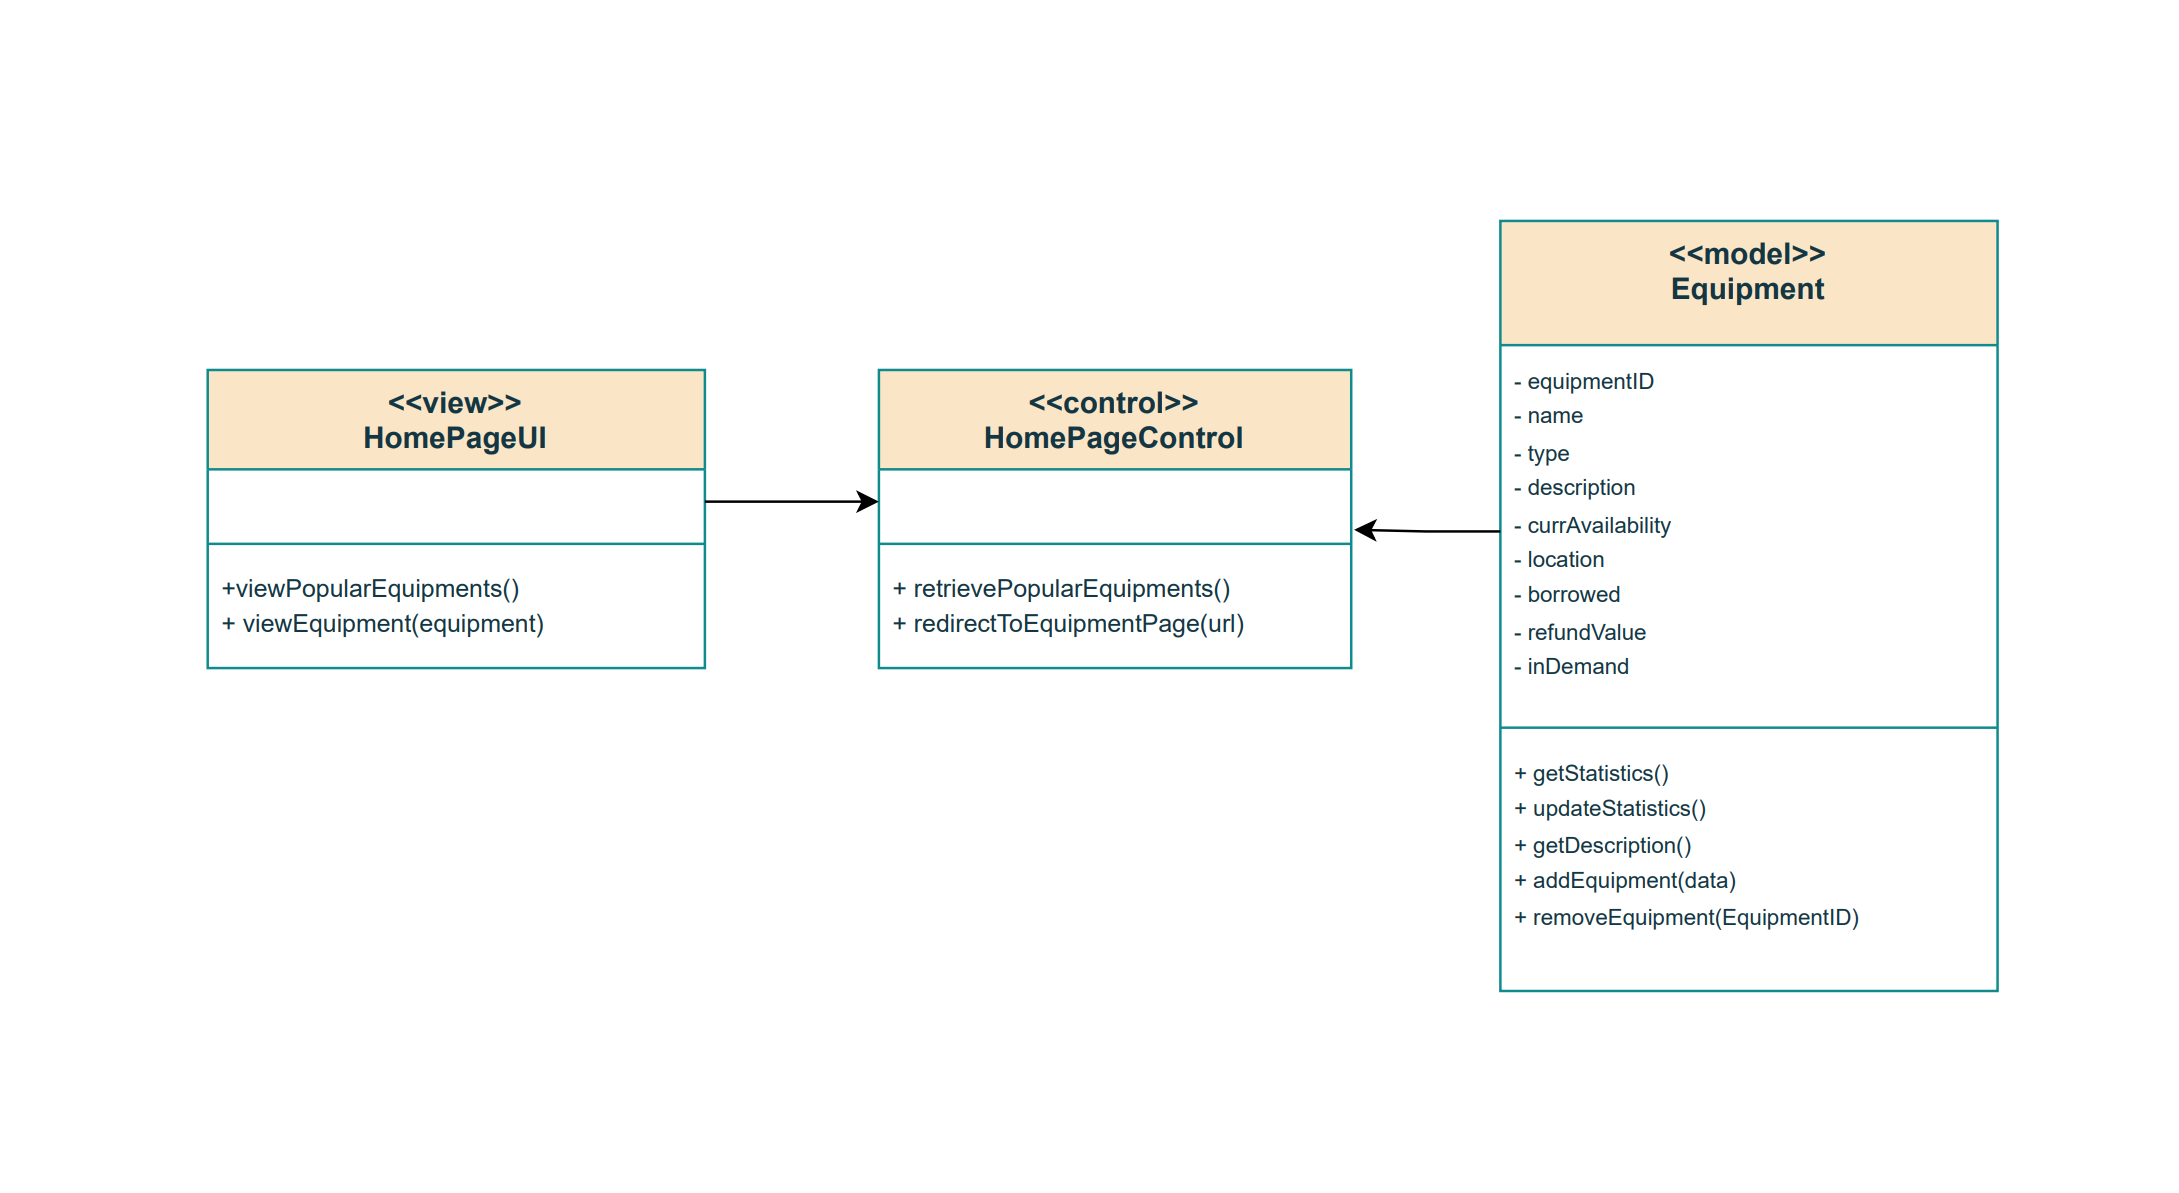 <<view>>
HomePageUI
+viewPopularEquipments()
+ viewEquipment(equipment)
<<control>>
HomePageControl
+ retrievePopularEquipments()
+ redirectToEquipmentPage(url)
<<model>>
Equipment
- equipmentID
- name
- type
- description
- currAvailability
- location
- borrowed
- refundValue
- inDemand
+ getStatistics()
+ updateStatistics()
+ getDescription()
+ addEquipment(data)
+ removeEquipment(EquipmentID)